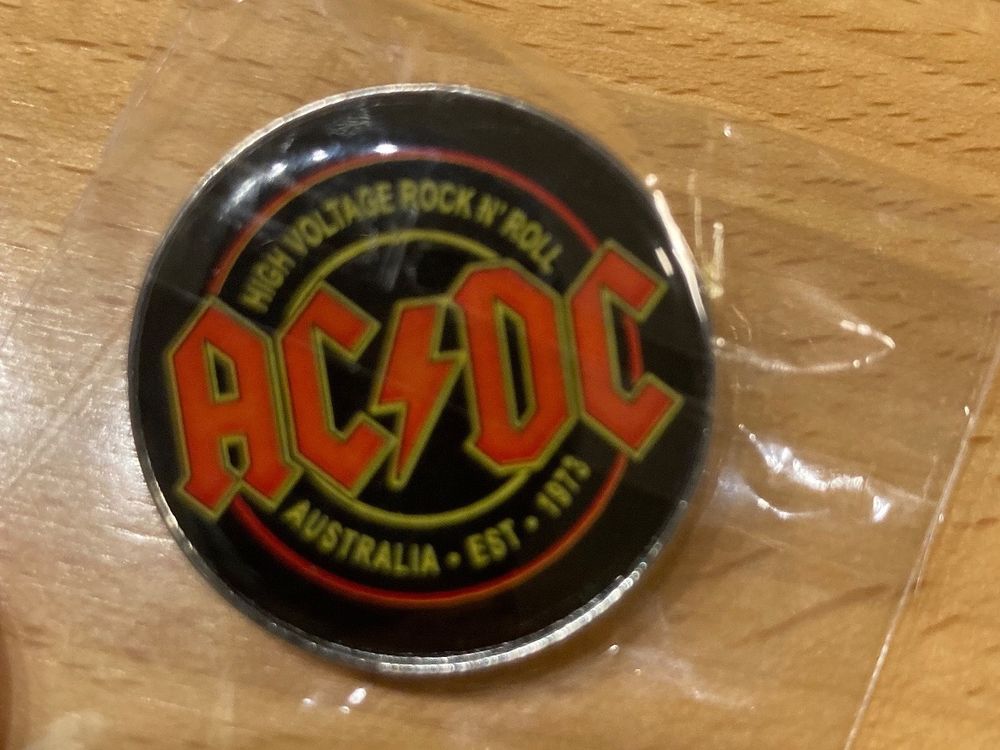 HIGH VOLTAGE ROCK N' ROLL
AC⚡DC
AUSTRALIA • EST • 1973